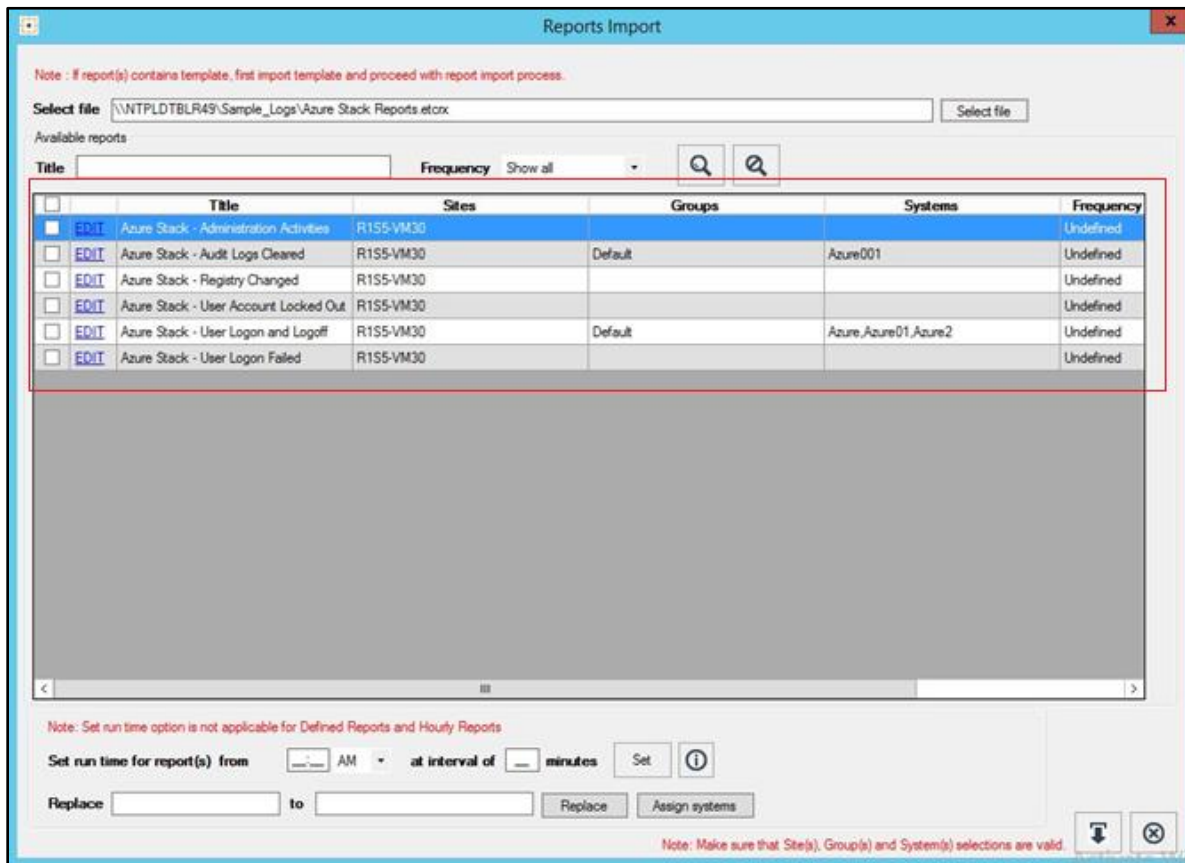 Reports Import
x
Note : If report(s) contains template, first import template and proceed with report import process.
Select file \\NTPLDTBLR49\Sample_Logs\Azure Stack Reports.etcrx Select file
Available reports
Title Frequency Show all
Title Sites Groups Systems Frequency
EDIT Azure Stack - Administration Activities R1S5-VM30 Undefined
EDIT Azure Stack - Audit Logs Cleared R1S5-VM30 Default Azure001 Undefined
EDIT Azure Stack - Registry Changed R1S5-VM30 Undefined
EDIT Azure Stack - User Account Locked Out R1S5-VM30 Undefined
EDIT Azure Stack - User Logon and Logoff R1S5-VM30 Default Azure,Azure01,Azure2 Undefined
EDIT Azure Stack - User Logon Failed R1S5-VM30 Undefined
Note: Set run time option is not applicable for Defined Reports and Hourly Reports
Set run time for report(s) from __:__ AM at interval of __ minutes Set
Replace to Replace Assign systems
Note: Make sure that Site(s), Group(s) and System(s) selections are valid.